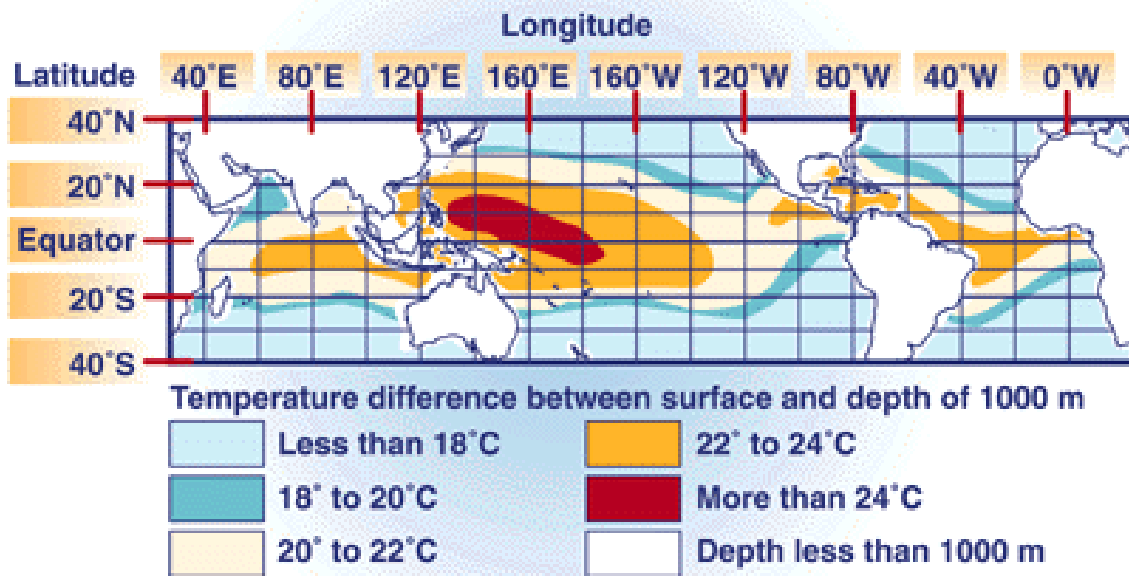 Longitude
Latitude 40°E 80°E 120°E 160°E 160°W 120°W 80°W 40°W 0°W
40°N
20°N
Equator
20°S
40°S
Temperature difference between surface and depth of 1000 m
Less than 18°C 22° to 24°C
18° to 20°C More than 24°C
20° to 22°C Depth less than 1000 m